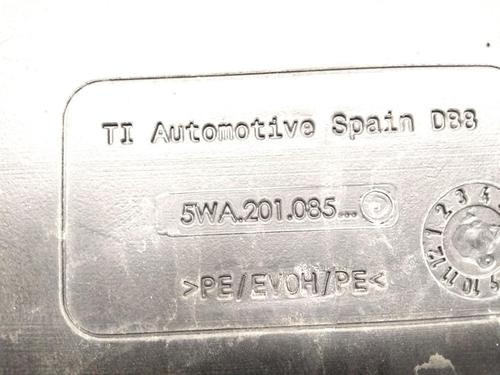 TI Automotive Spain D88
5WA.201.085...
>PE/EVOH/PE<